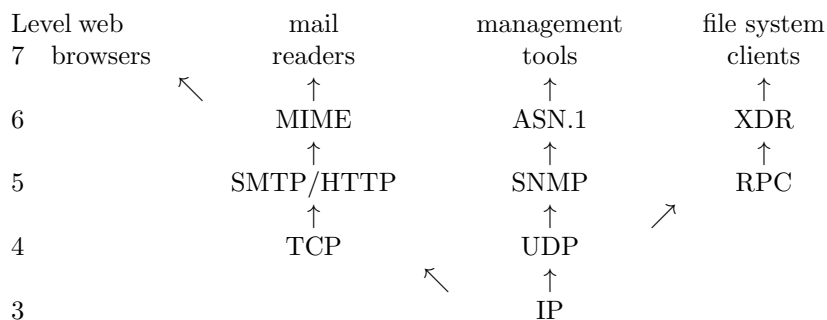 Level web mail management file system
7 browsers readers tools clients
↖ ↑ ↑ ↑
6 MIME ASN.1 XDR
↑ ↑ ↑
5 SMTP/HTTP SNMP RPC
↑ ↑ ↗
4 TCP UDP
↖ ↑
3 IP